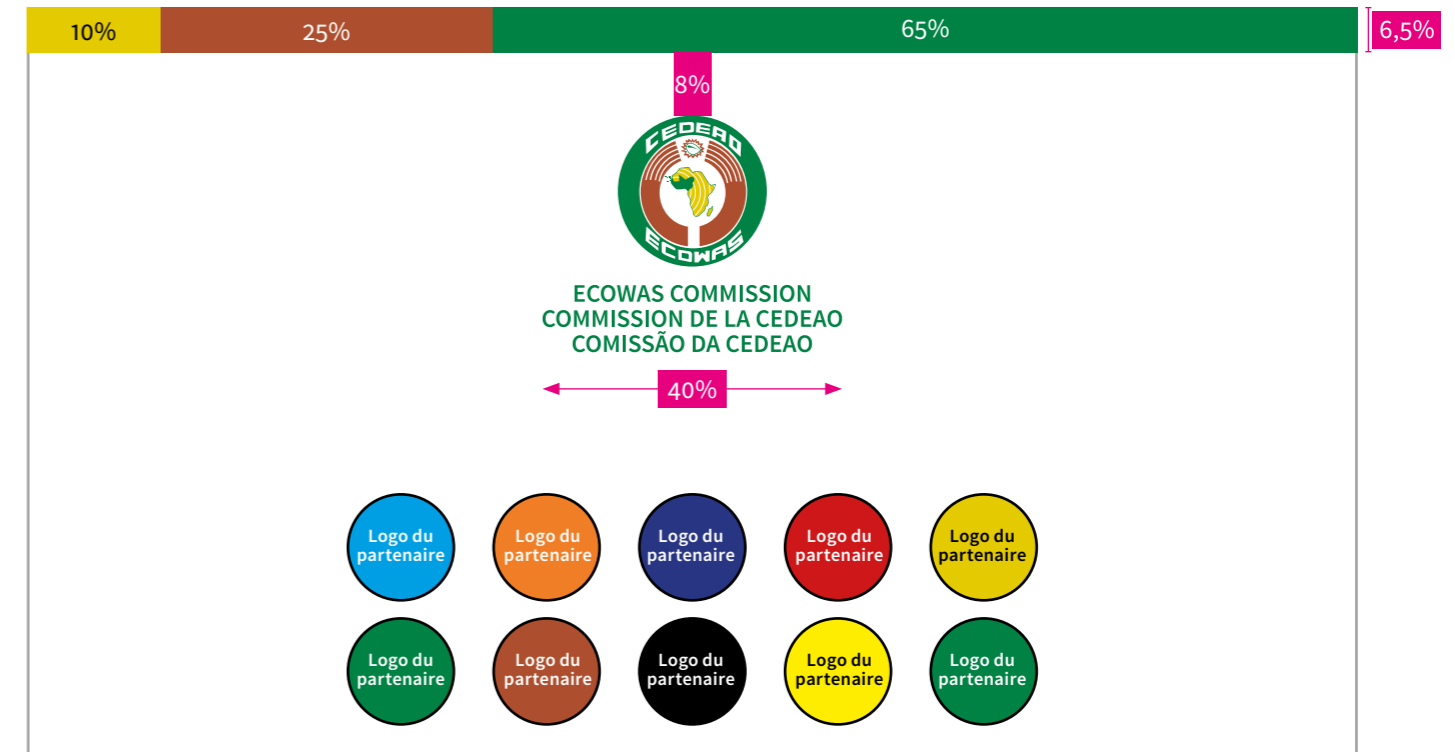 10%
25%
65%
6,5%
8%
CEDEAO
ECOWAS
ECOWAS COMMISSION
COMMISSION DE LA CEDEAO
COMISSÃO DA CEDEAO
40%
Logo du
partenaire
Logo du
partenaire
Logo du
partenaire
Logo du
partenaire
Logo du
partenaire
Logo du
partenaire
Logo du
partenaire
Logo du
partenaire
Logo du
partenaire
Logo du
partenaire